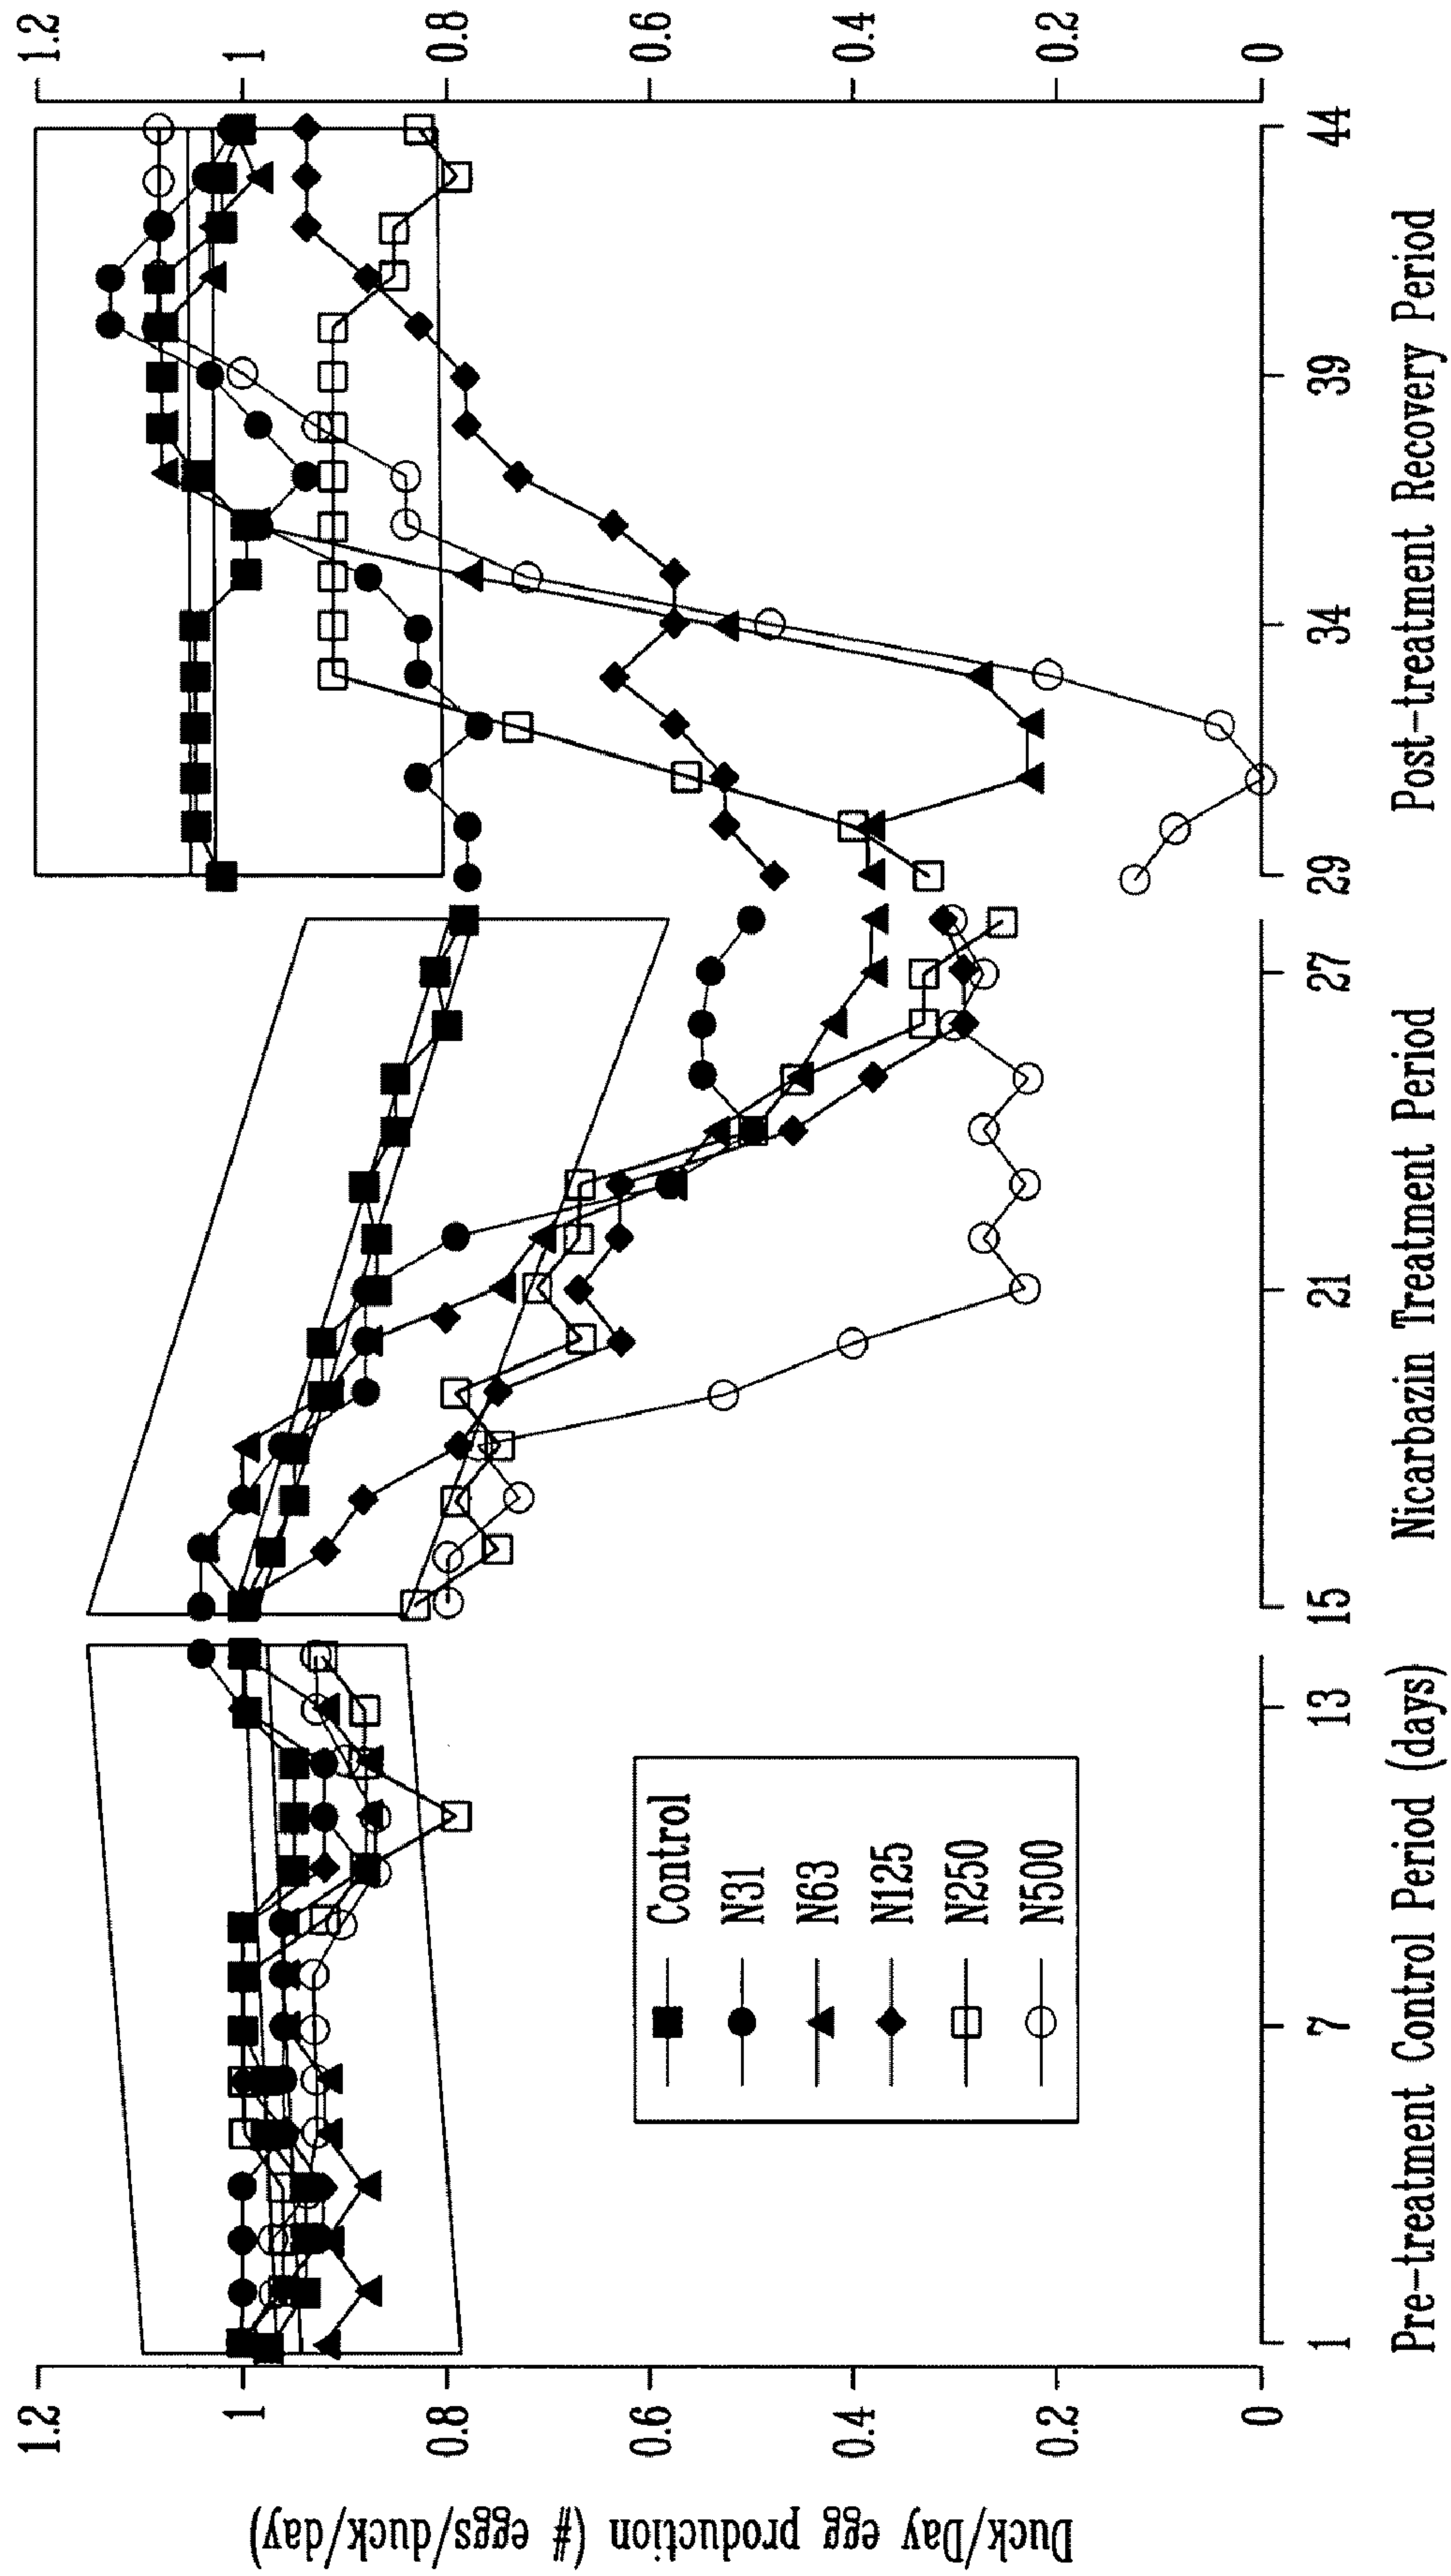 Duck/Day egg production (# eggs/duck/day)
1.2
1
0.8
0.6
0.4
0.2
0
1.2
1
0.8
0.6
0.4
0.2
0
Control
N31
N63
N125
N250
N500
1
7
13
15
21
27
29
34
39
44
Pre-treatment Control Period (days)
Nicarbazin Treatment Period
Post-treatment Recovery Period